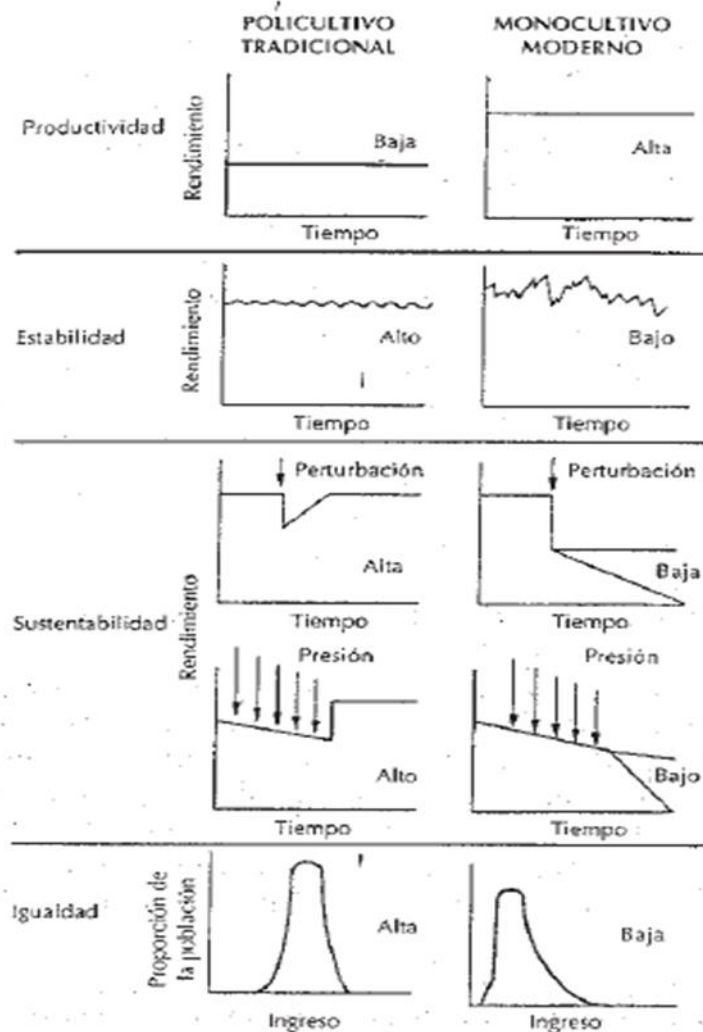 POLICULTIVO
TRADICIONAL
MONOCULTIVO
MODERNO
Productividad
Rendimiento
Baja
Tiempo
Alta
Tiempo
Estabilidad
Rendimiento
Alto
Tiempo
Bajo
Tiempo
Sustentabilidad
Rendimiento
Perturbación
Alta
Tiempo
Perturbación
Baja
Tiempo
Presión
Alto
Tiempo
Presión
Bajo
Tiempo
Igualdad
Proporción de
la población
Alta
Ingreso
Baja
Ingreso